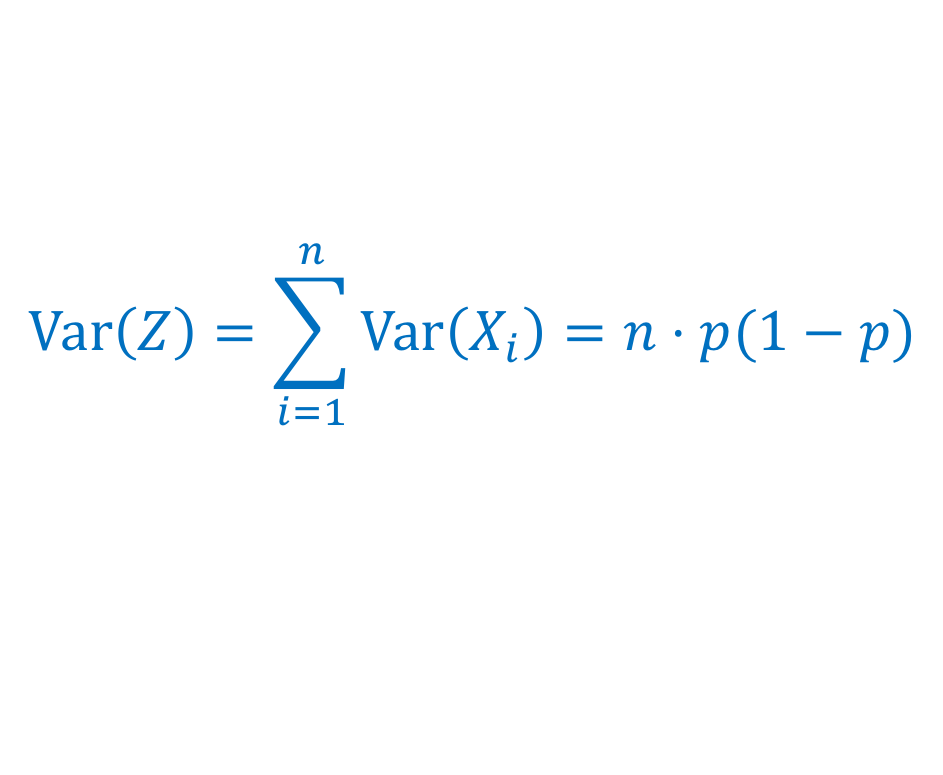 Var(Z) = ∑_{i=1}^{n} Var(X_i) = n · p(1 − p)